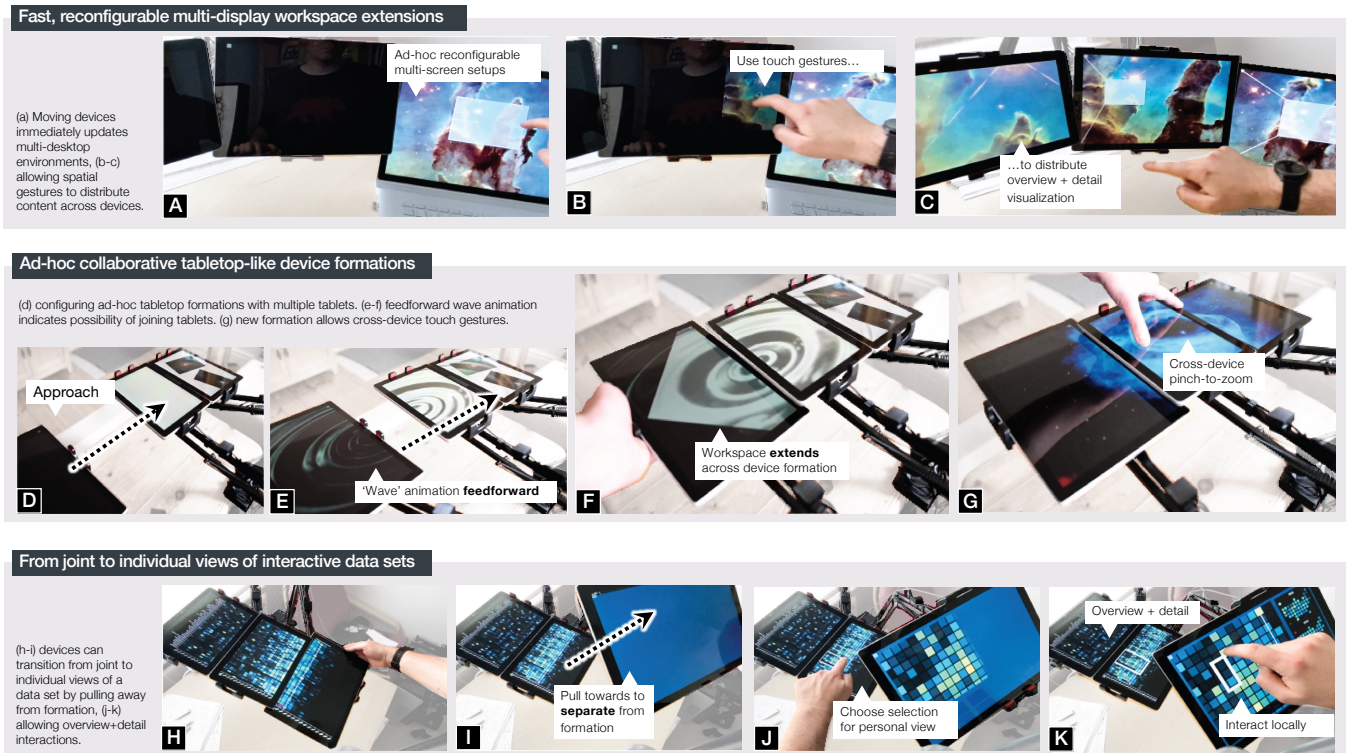 Fast, reconfigurable multi-display workspace extensions
(a) Moving devices
immediately updates
multi-desktop
environments, (b-c)
allowing spatial
gestures to distribute
content across devices.
Ad-hoc reconfigurable
multi-screen setups
A
Use touch gestures…
B
…to distribute
overview + detail
visualization
C
Ad-hoc collaborative tabletop-like device formations
(d) configuring ad-hoc tabletop formations with multiple tablets. (e-f) feedforward wave animation
indicates possibility of joining tablets. (g) new formation allows cross-device touch gestures.
Approach
D
‘Wave’ animation feedforward
E
Workspace extends
across device formation
F
Cross-device
pinch-to-zoom
G
From joint to individual views of interactive data sets
(h-i) devices can
transition from joint to
individual views of a
data set by pulling away
from formation, (j-k)
allowing overview+detail
interactions.
H
Pull towards to
separate from
formation
I
Choose selection
for personal view
J
Overview + detail
Interact locally
K